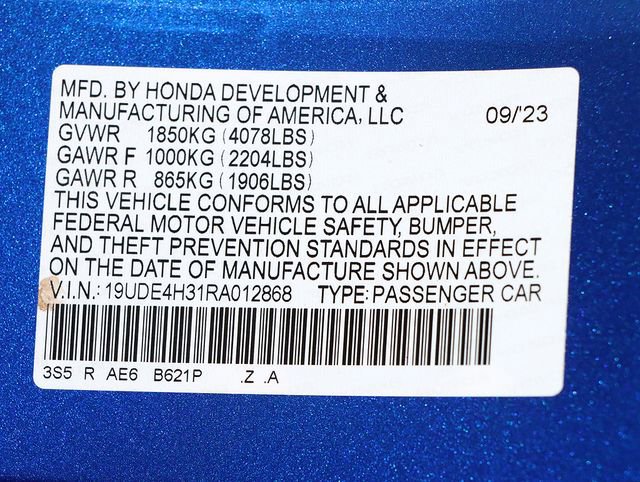 MFD. BY HONDA DEVELOPMENT &
MANUFACTURING OF AMERICA, LLC 09/'23
GVWR 1850KG (4078LBS)
GAWR F 1000KG (2204LBS)
GAWR R 865KG (1906LBS)
THIS VEHICLE CONFORMS TO ALL APPLICABLE
FEDERAL MOTOR VEHICLE SAFETY, BUMPER,
AND THEFT PREVENTION STANDARDS IN EFFECT
ON THE DATE OF MANUFACTURE SHOWN ABOVE.
V.I.N.: 19UDE4H31RA012868 TYPE: PASSENGER CAR
3S5 R AE6 B621P .Z .A